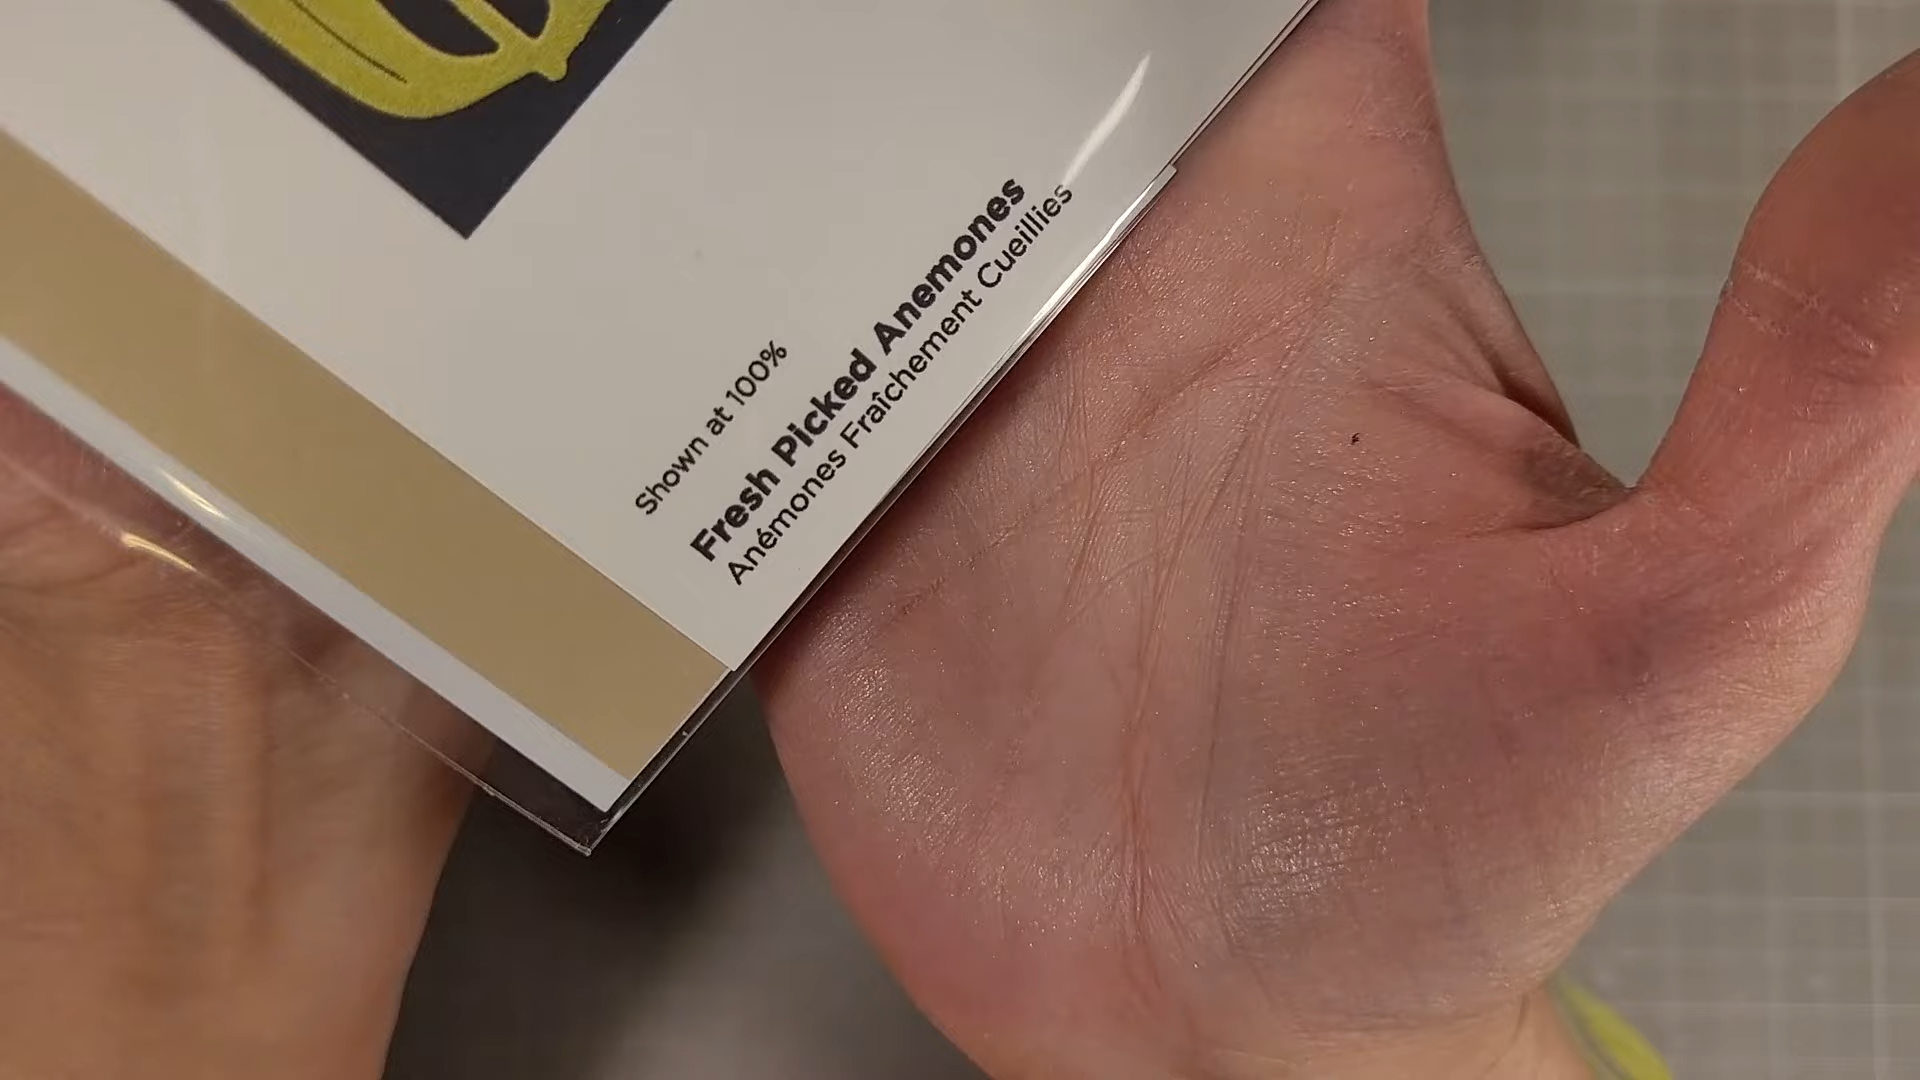 Shown at 100%
Fresh Picked Anemones
Anémones Fraîchement Cueillies